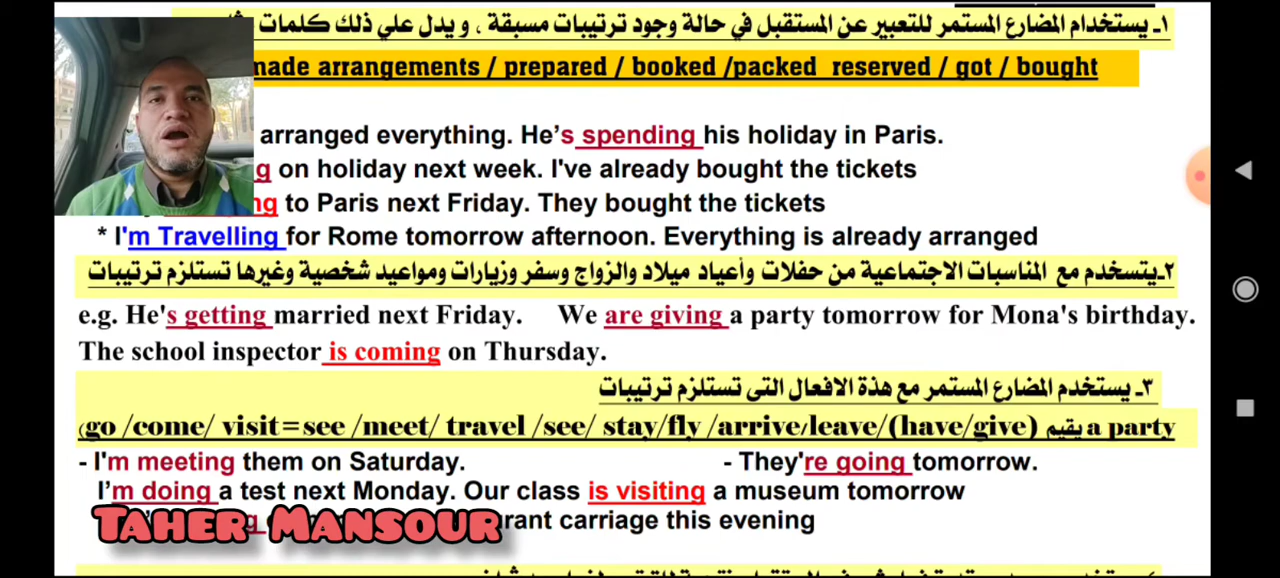 ١ـ يستخدام المضارع المستمر للتعبير عن المستقبل في حالة وجود ترتيبات مسبقة ، و يدل علي ذلك كلمات
made arrangements / prepared / booked /packed reserved / got / bought
arranged everything. He's spending his holiday in Paris.
on holiday next week. I've already bought the tickets
to Paris next Friday. They bought the tickets
* I'm Travelling for Rome tomorrow afternoon. Everything is already arranged
٢ـيتسخدم مع المناسبات الاجتماعية من حفلات وأعياد ميلاد والزواج وسفر وزيارات ومواعيد شخصية وغيرها تستلزم ترتيبات
e.g. He's getting married next Friday. We are giving a party tomorrow for Mona's birthday.
The school inspector is coming on Thursday.
٣ـ يستخدم المضارع المستمر مع هذة الافعال التى تستلزم ترتيبات
(go /come/ visit=see /meet/ travel /see/ stay/fly /arrive/leave/(have/give) يقيم a party
- I'm meeting them on Saturday. - They're going tomorrow.
I'm doing a test next Monday. Our class is visiting a museum tomorrow
carriage this evening
TAHER MANSOUR